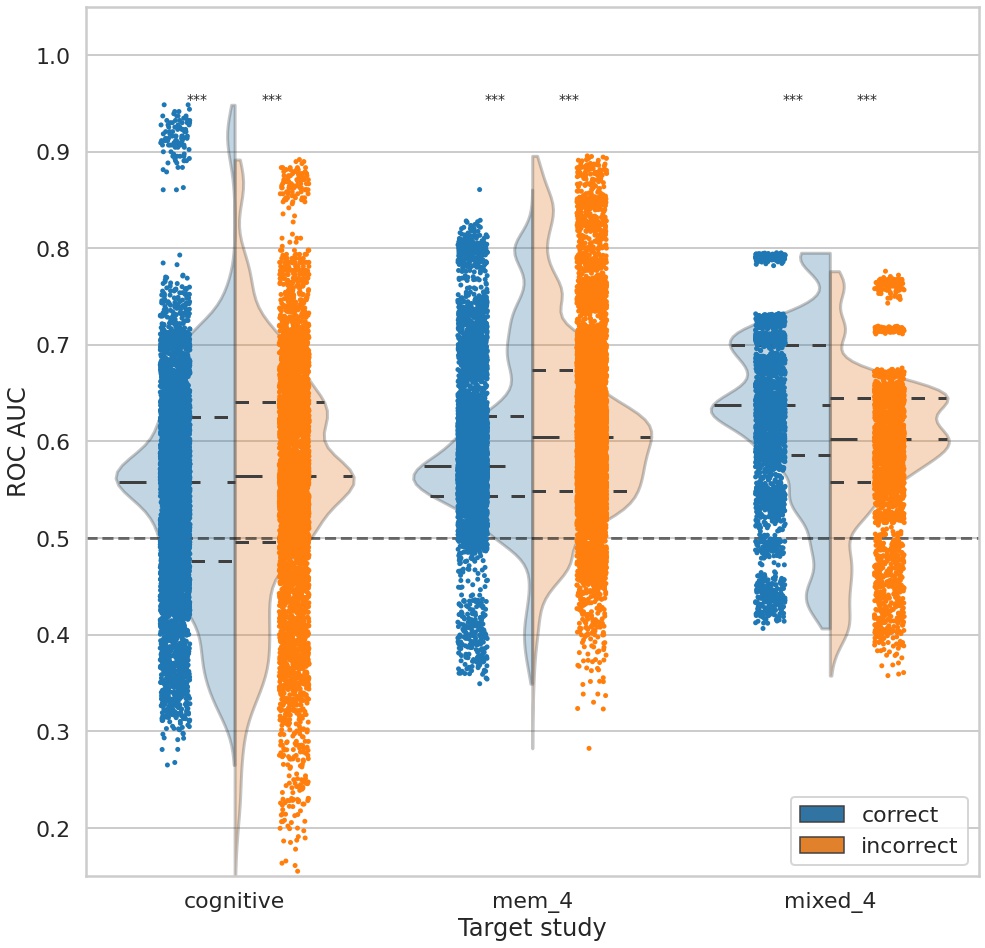 1.0
0.9
0.8
0.7
0.6
0.5
0.4
0.3
0.2
ROC AUC
*** *** *** *** *** ***
correct
incorrect
cognitive mem_4 mixed_4
Target study